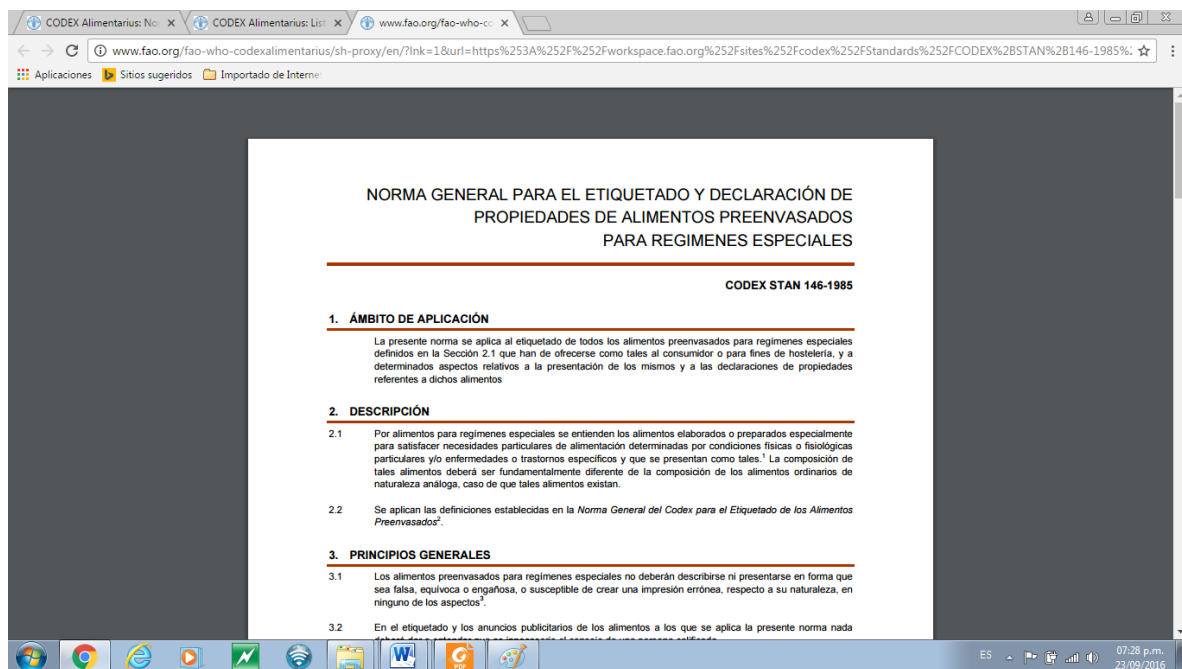 CODEX Alimentarius: No
CODEX Alimentarius: List
www.fao.org/fao-who-co
www.fao.org/fao-who-codexalimentarius/sh-proxy/en/?lnk=1&url=https%253A%252F%252Fworkspace.fao.org%252Fsites%252Fcodex%252FStandards%252FCODEX%2BSTAN%2B146-1985%
Aplicaciones
Sitios sugeridos
Importado de Interne
NORMA GENERAL PARA EL ETIQUETADO Y DECLARACIÓN DE
PROPIEDADES DE ALIMENTOS PREENVASADOS
PARA REGIMENES ESPECIALES
CODEX STAN 146-1985
1. ÁMBITO DE APLICACIÓN
La presente norma se aplica al etiquetado de todos los alimentos preenvasados para regímenes especiales
definidos en la Sección 2.1 que han de ofrecerse como tales al consumidor o para fines de hostelería, y a
determinados aspectos relativos a la presentación de los mismos y a las declaraciones de propiedades
referentes a dichos alimentos
2. DESCRIPCIÓN
2.1 Por alimentos para regímenes especiales se entienden los alimentos elaborados o preparados especialmente
para satisfacer necesidades particulares de alimentación determinadas por condiciones físicas o fisiológicas
particulares y/o enfermedades o trastornos específicos y que se presentan como tales.¹ La composición de
tales alimentos deberá ser fundamentalmente diferente de la composición de los alimentos ordinarios de
naturaleza análoga, caso de que tales alimentos existan.
2.2 Se aplican las definiciones establecidas en la Norma General del Codex para el Etiquetado de los Alimentos
Preenvasados².
3. PRINCIPIOS GENERALES
3.1 Los alimentos preenvasados para regímenes especiales no deberán describirse ni presentarse en forma que
sea falsa, equívoca o engañosa, o susceptible de crear una impresión errónea, respecto a su naturaleza, en
ninguno de los aspectos³.
3.2 En el etiquetado y los anuncios publicitarios de los alimentos a los que se aplica la presente norma nada
ES
07:28 p.m.
23/09/2016